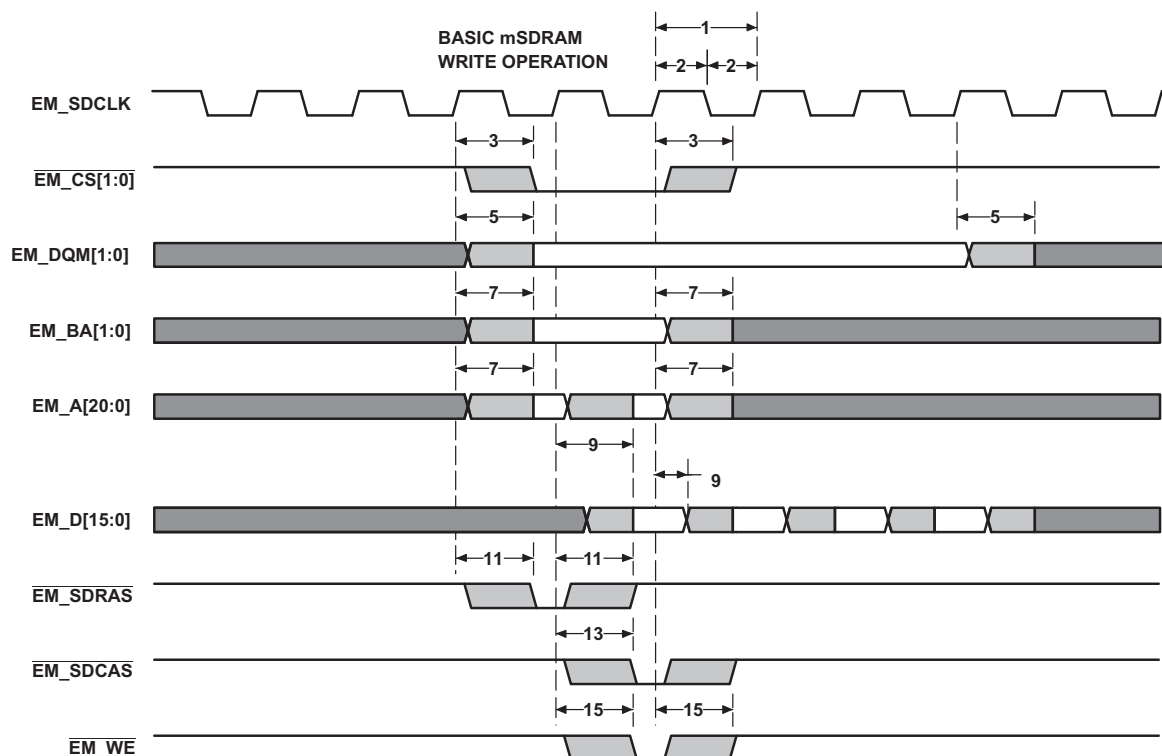 BASIC mSDRAM
WRITE OPERATION
1
2 2
EM_SDCLK
3 3
EM_CS[1:0]
5 5
EM_DQM[1:0]
7 7
EM_BA[1:0]
7 7
EM_A[20:0]
9
9
EM_D[15:0]
11 11
EM_SDRAS
13
EM_SDCAS
15 15
EM_WE